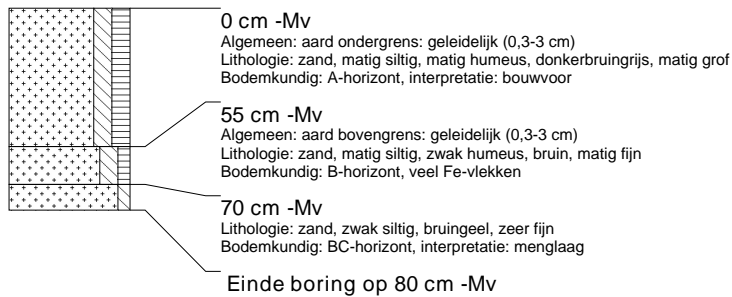 0 cm -Mv
Algemeen: aard ondergrens: geleidelijk (0,3-3 cm)
Lithologie: zand, matig siltig, matig humeus, donkerbruingrijs, matig grof
Bodemkundig: A-horizont, interpretatie: bouwvoor
55 cm -Mv
Algemeen: aard bovengrens: geleidelijk (0,3-3 cm)
Lithologie: zand, matig siltig, zwak humeus, bruin, matig fijn
Bodemkundig: B-horizont, veel Fe-vlekken
70 cm -Mv
Lithologie: zand, zwak siltig, bruingeel, zeer fijn
Bodemkundig: BC-horizont, interpretatie: menglaag
Einde boring op 80 cm -Mv